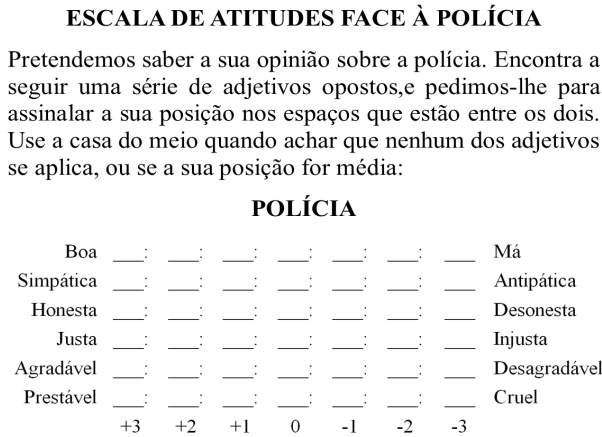 ESCALA DE ATITUDES FACE À POLÍCIA
Pretendemos saber a sua opinião sobre a polícia. Encontra a
seguir uma série de adjetivos opostos,e pedimos-lhe para
assinalar a sua posição nos espaços que estão entre os dois.
Use a casa do meio quando achar que nenhum dos adjetivos
se aplica, ou se a sua posição for média:
POLÍCIA
Boa ___: ___: ___: ___: ___: ___: ___ Má
Simpática ___: ___: ___: ___: ___: ___: ___ Antipática
Honesta ___: ___: ___: ___: ___: ___: ___ Desonesta
Justa ___: ___: ___: ___: ___: ___: ___ Injusta
Agradável ___: ___: ___: ___: ___: ___: ___ Desagradável
Prestável ___: ___: ___: ___: ___: ___: ___ Cruel
+3 +2 +1 0 -1 -2 -3